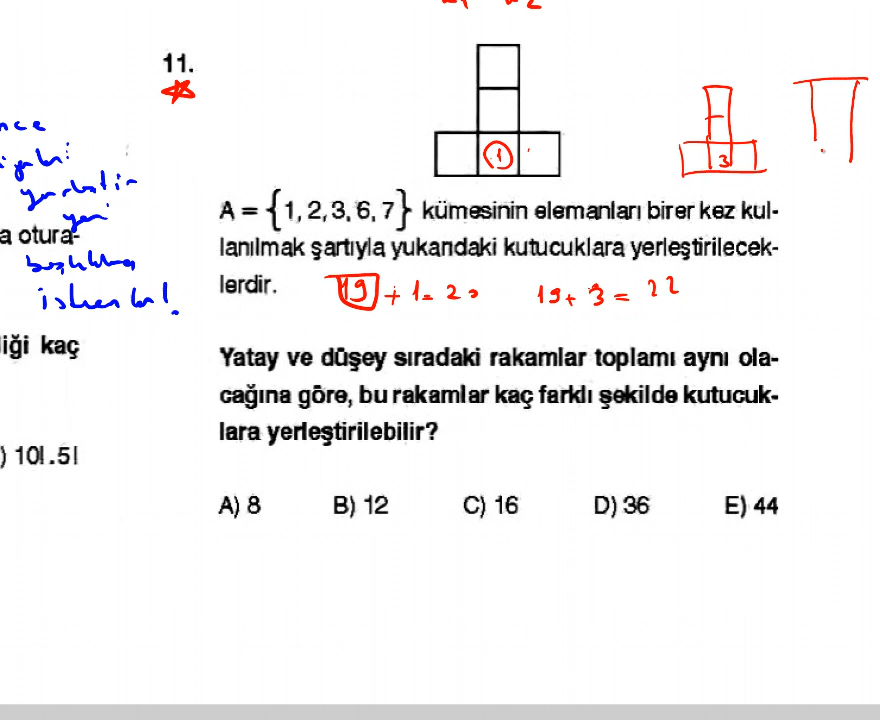 11.
1
3
A = {1, 2, 3, 6, 7} kümesinin elemanları birer kez kul-
lanılmak şartıyla yukarıdaki kutucuklara yerleştirilecek-
lerdir.
19 + 1 = 20
19 + 3 = 22
Yatay ve düşey sıradaki rakamlar toplamı aynı ola-
cağına göre, bu rakamlar kaç farklı şekilde kutucuk-
lara yerleştirilebilir?
A) 8 B) 12 C) 16 D) 36 E) 44
a otura-
liği kaç
) 10!.5!